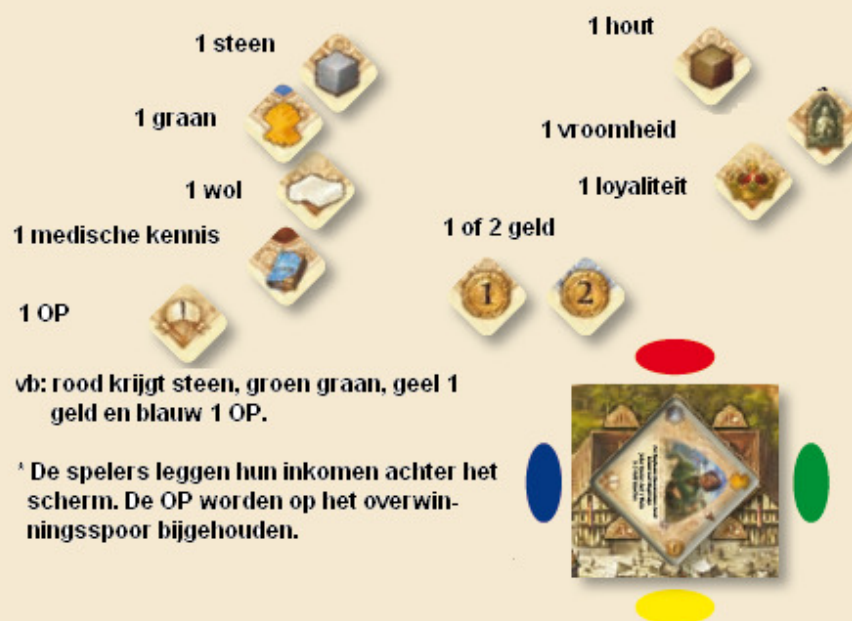 1 steen
1 hout
1 graan
1 vroomheid
1 wol
1 loyaliteit
1 medische kennis
1 of 2 geld
1 OP
1
2
vb: rood krijgt steen, groen graan, geel 1
geld en blauw 1 OP.
* De spelers leggen hun inkomen achter het
scherm. De OP worden op het overwin-
ningsspoor bijgehouden.